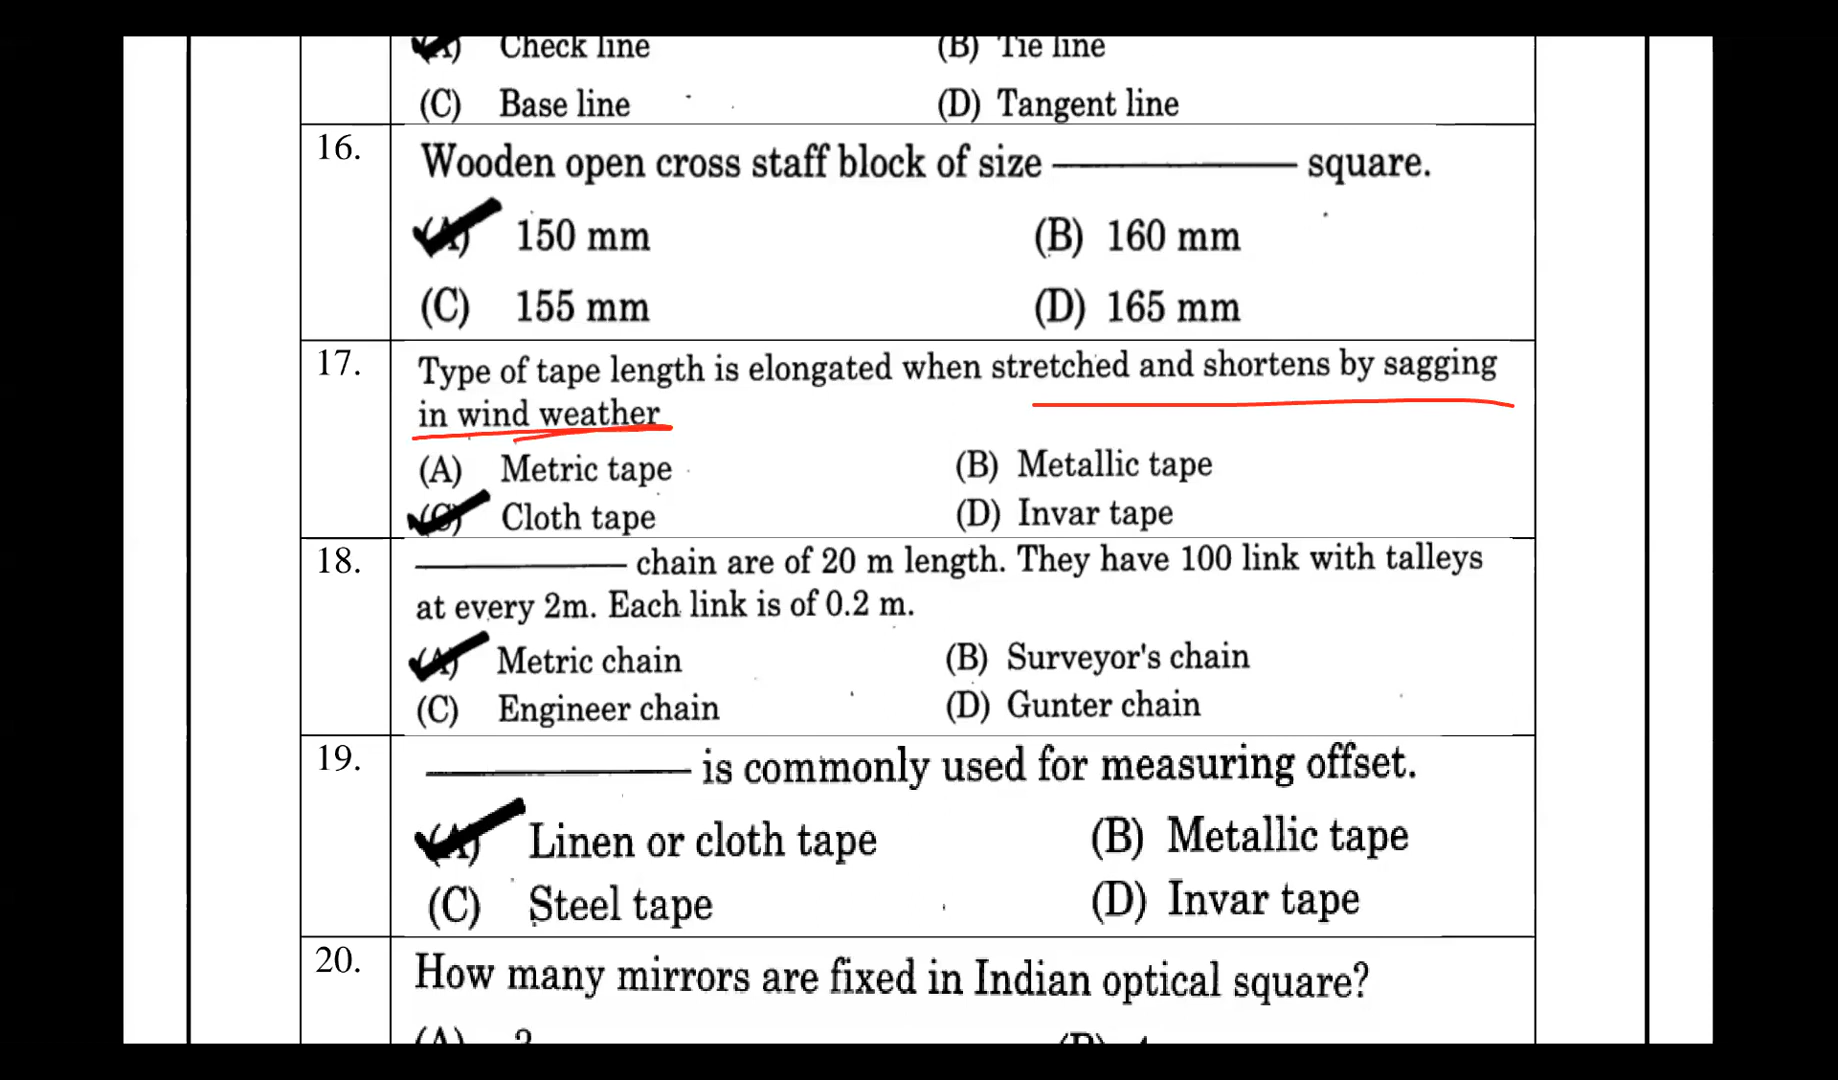 (A) Check line (B) Tie line
(C) Base line (D) Tangent line
16. Wooden open cross staff block of size square.
(A) 150 mm (B) 160 mm
(C) 155 mm (D) 165 mm
17. Type of tape length is elongated when stretched and shortens by sagging
in wind weather
(A) Metric tape (B) Metallic tape
(C) Cloth tape (D) Invar tape
18. chain are of 20 m length. They have 100 link with talleys
at every 2m. Each link is of 0.2 m.
(A) Metric chain (B) Surveyor's chain
(C) Engineer chain (D) Gunter chain
19. is commonly used for measuring offset.
(A) Linen or cloth tape (B) Metallic tape
(C) Steel tape (D) Invar tape
20. How many mirrors are fixed in Indian optical square?
(A) (B)